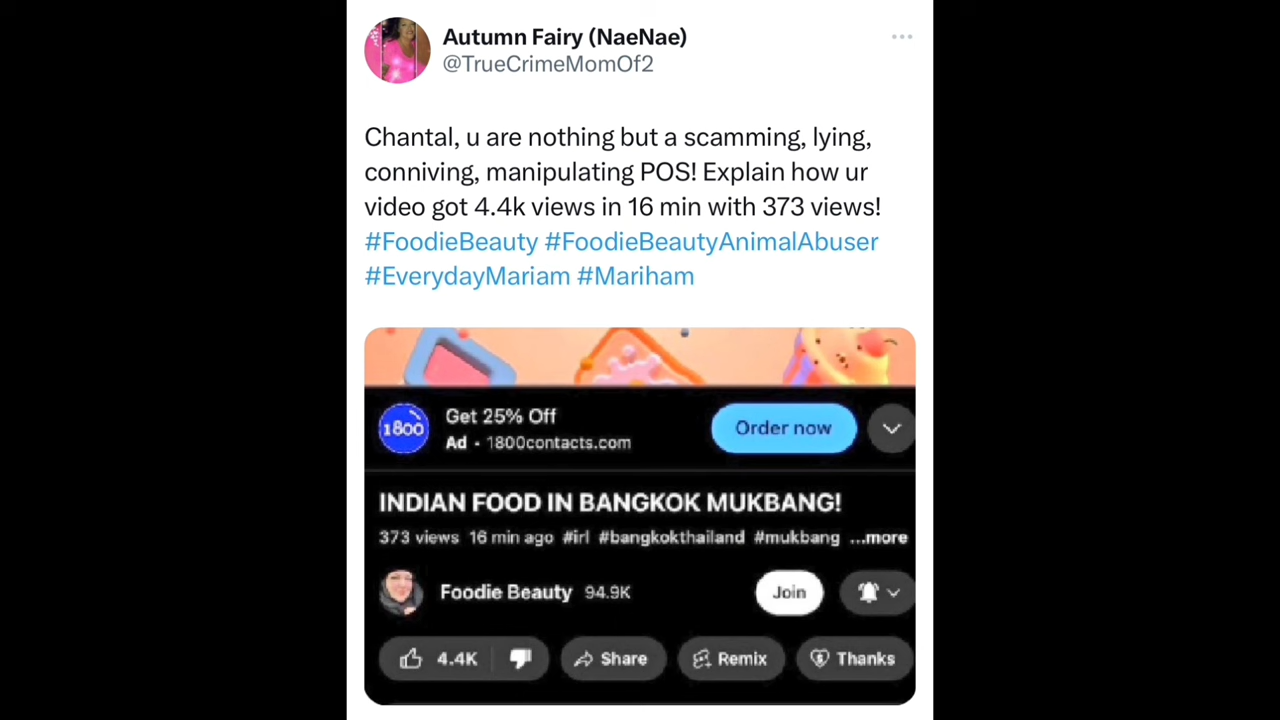 Autumn Fairy (NaeNae)
@TrueCrimeMomOf2
Chantal, u are nothing but a scamming, lying,
conniving, manipulating POS! Explain how ur
video got 4.4k views in 16 min with 373 views!
#FoodieBeauty #FoodieBeautyAnimalAbuser
#EverydayMariam #Mariham
1800
Get 25% Off
Ad · 1800contacts.com
Order now
INDIAN FOOD IN BANGKOK MUKBANG!
373 views 16 min ago #irl #bangkokthailand #mukbang ...more
Foodie Beauty 94.9K
Join
4.4K Share Remix Thanks